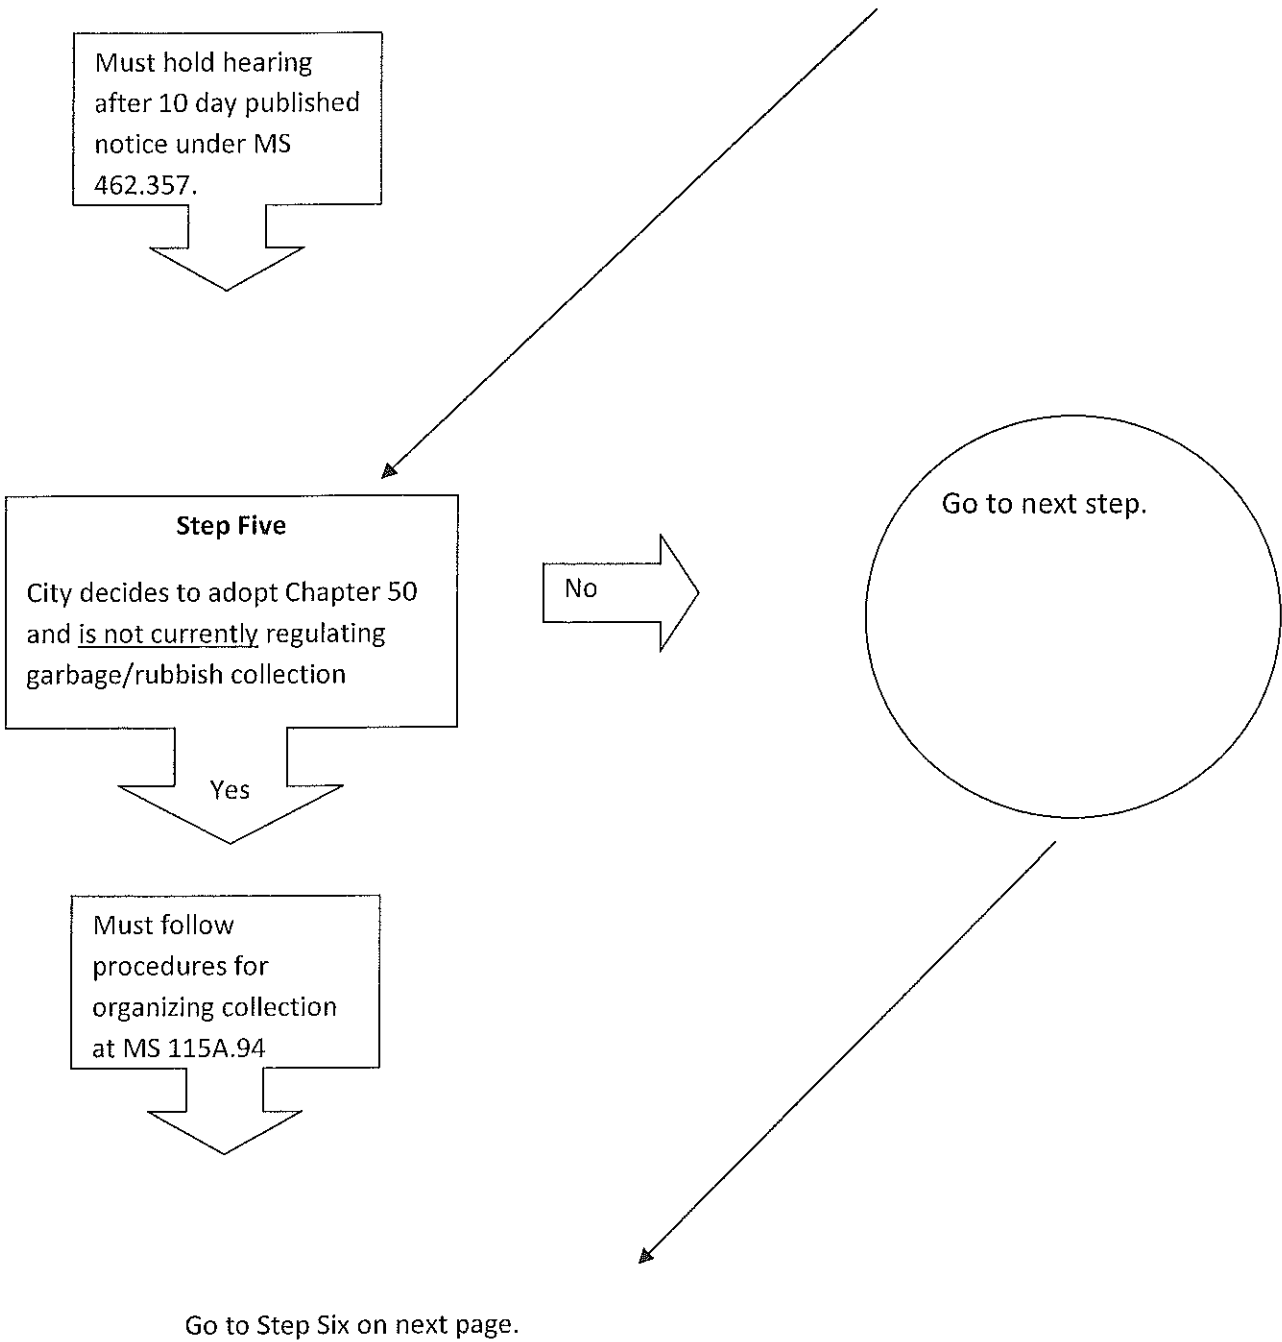 Must hold hearing
after 10 day published
notice under MS
462.357.
Step Five
City decides to adopt Chapter 50
and is not currently regulating
garbage/rubbish collection
No
Go to next step.
Yes
Must follow
procedures for
organizing collection
at MS 115A.94
Go to Step Six on next page.